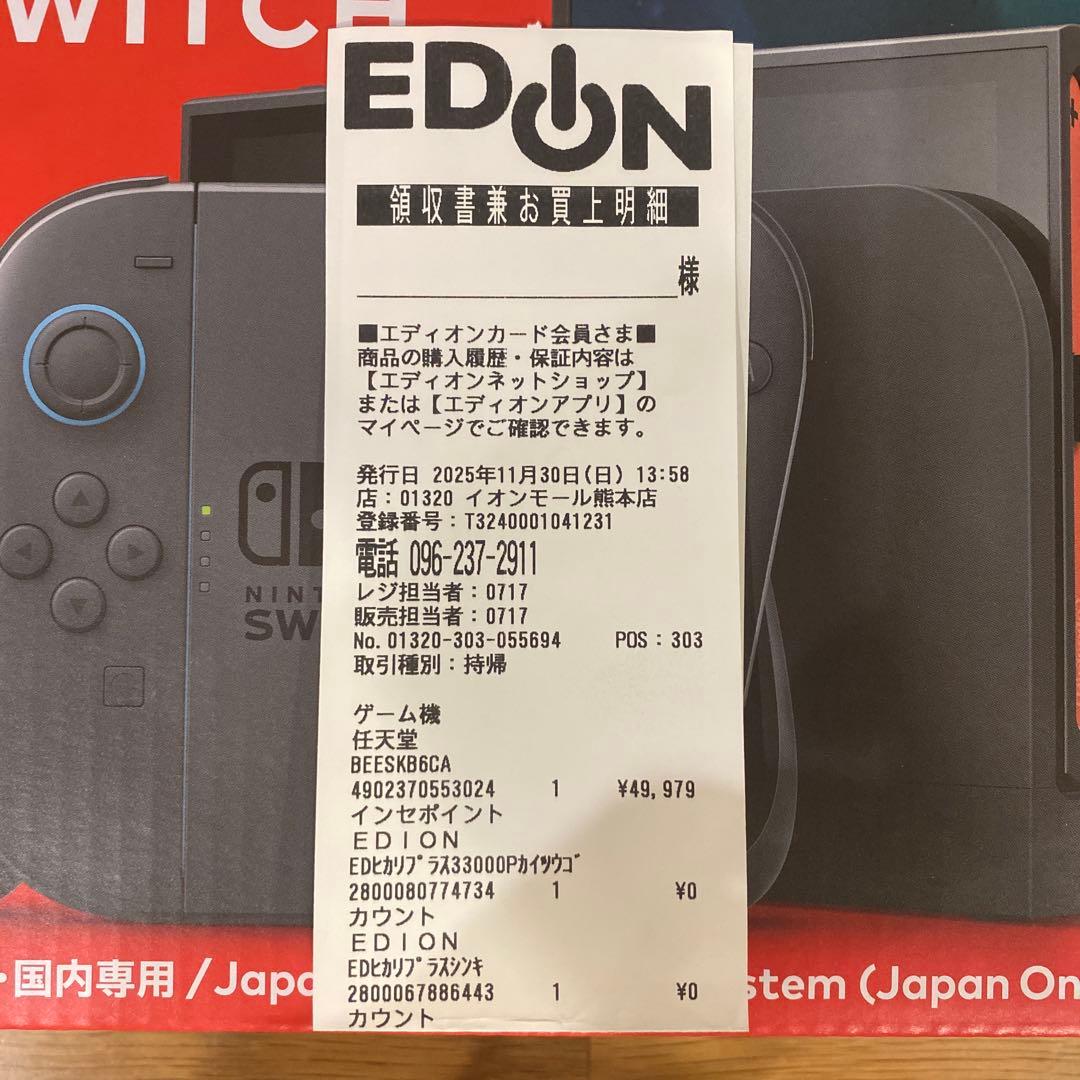 WITCH
EDION
領収書兼お買上明細
様
■エディオンカード会員さま■
商品の購入履歴・保証内容は
【エディオンネットショップ】
または【エディオンアプリ】の
マイページでご確認できます。
発行日 2025年11月30日(日) 13:58
店:01320 イオンモール熊本店
登録番号:T3240001041231
電話 096-237-2911
レジ担当者:0717
販売担当者:0717
No.01320-303-055694 POS:303
取引種別:持帰
ゲーム機
任天堂
BEESKB6CA
4902370553024 1 ¥49,979
インセポイント
EDION
EDヒカリプラス33000Pカイツウゴ
2800080774734 1 ¥0
カウント
EDION
EDヒカリプラスシンキ
2800067886443 1 ¥0
カウント
NINT
SW
・国内専用/Japa
stem (Japan On